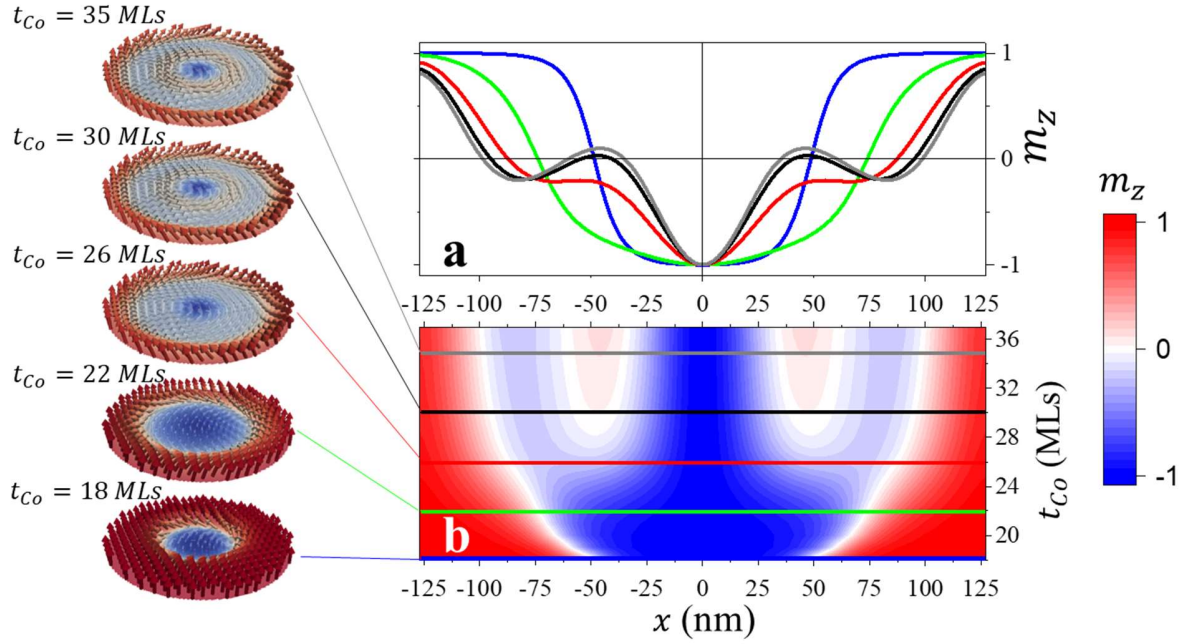 t_Co = 35 MLs
t_Co = 30 MLs
t_Co = 26 MLs
t_Co = 22 MLs
t_Co = 18 MLs
a
1
0
-1
m_z
-125 -100 -75 -50 -25 0 25 50 75 100 125
b
36
32
28
24
20
t_Co (MLs)
-125 -100 -75 -50 -25 0 25 50 75 100 125
x (nm)
m_z
1
0
-1